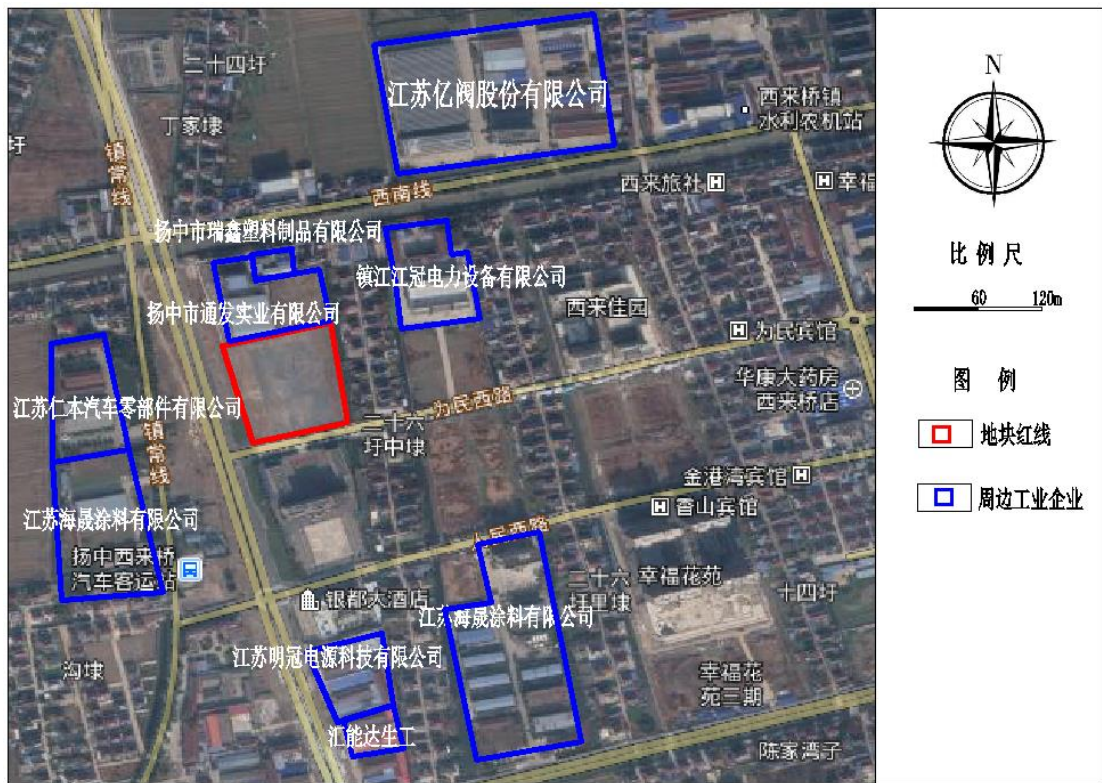 二十四圩
江苏亿阀股份有限公司
西来桥镇
水利农机站
丁家埭
圩
镇常线
西南线
西来旅社
幸福
扬中市瑞鑫塑料制品有限公司
镇江江冠电力设备有限公司
扬中市通发实业有限公司
西来佳园
为民宾馆
华康大药房
西来桥店
为民西路
江苏仁本汽车零部件有限公司
二十六
圩中埭
镇常线
金港湾宾馆
香山宾馆
江苏海晟涂料有限公司
人民西路
扬中西来桥
汽车客运站
银都大酒店
二十六
圩里埭
幸福花苑
十四圩
江苏海晟涂料有限公司
江苏明冠电源科技有限公司
沟埭
幸福花
苑三期
汇能达生工
陈家湾子
N
比例尺
60 120m
图 例
地块红线
周边工业企业